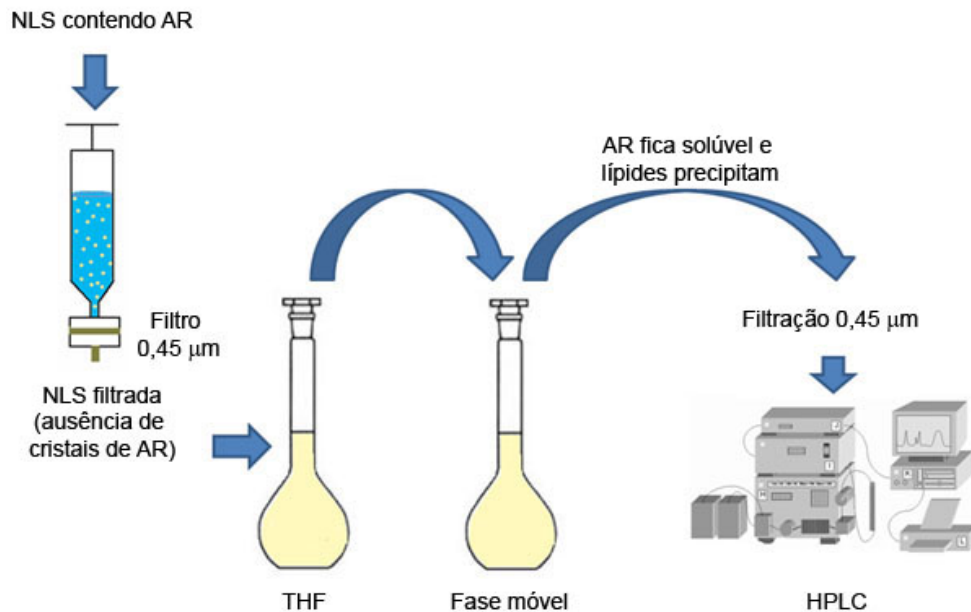 NLS contendo AR
AR fica solúvel e
lípides precipitam
Filtro
0,45 μm
Filtração 0,45 μm
NLS filtrada
(ausência de
cristais de AR)
THF
Fase móvel
HPLC